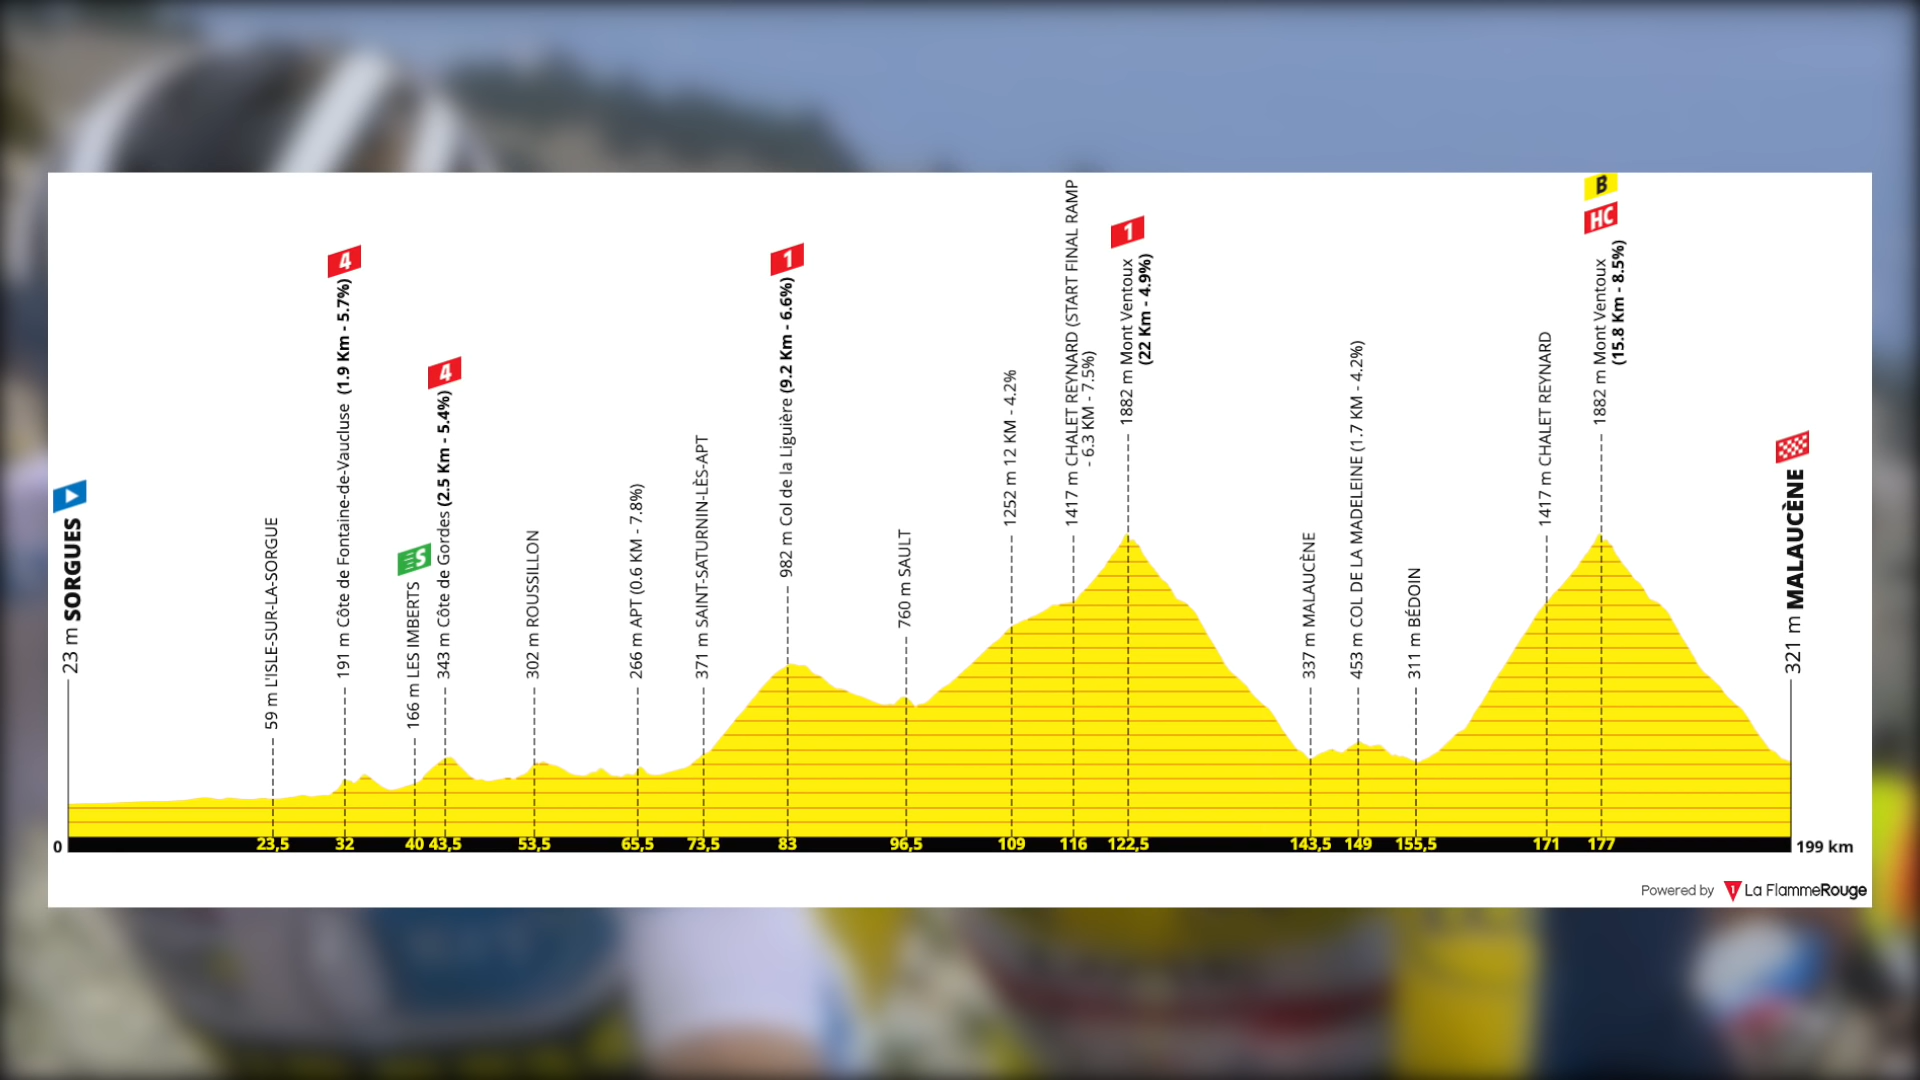 23 m SORGUES
59 m L'ISLE-SUR-LA-SORGUE
4
191 m Côte de Fontaine-de-Vaucluse (1.9 Km - 5.7%)
S
166 m LES IMBERTS
4
343 m Côte de Gordes (2.5 Km - 5.4%)
302 m ROUSSILLON
266 m APT (0.6 KM - 7.8%)
371 m SAINT-SATURNIN-LÈS-APT
1
982 m Col de la Liguière (9.2 Km - 6.6%)
760 m SAULT
1252 m 12 KM - 4.2%
1417 m CHALET REYNARD (START FINAL RAMP
- 6.3 KM - 7.5%)
1
1882 m Mont Ventoux
(22 Km - 4.9%)
337 m MALAUCÈNE
453 m COL DE LA MADELEINE (1.7 KM - 4.2%)
311 m BÉDOIN
1417 m CHALET REYNARD
B
HC
1882 m Mont Ventoux
(15.8 Km - 8.5%)
321 m MALAUCÈNE
0 23,5 32 40 43,5 53,5 65,5 73,5 83 96,5 109 116 122,5 143,5 149 155,5 171 177 199 km
Powered by 1 La FlammeRouge